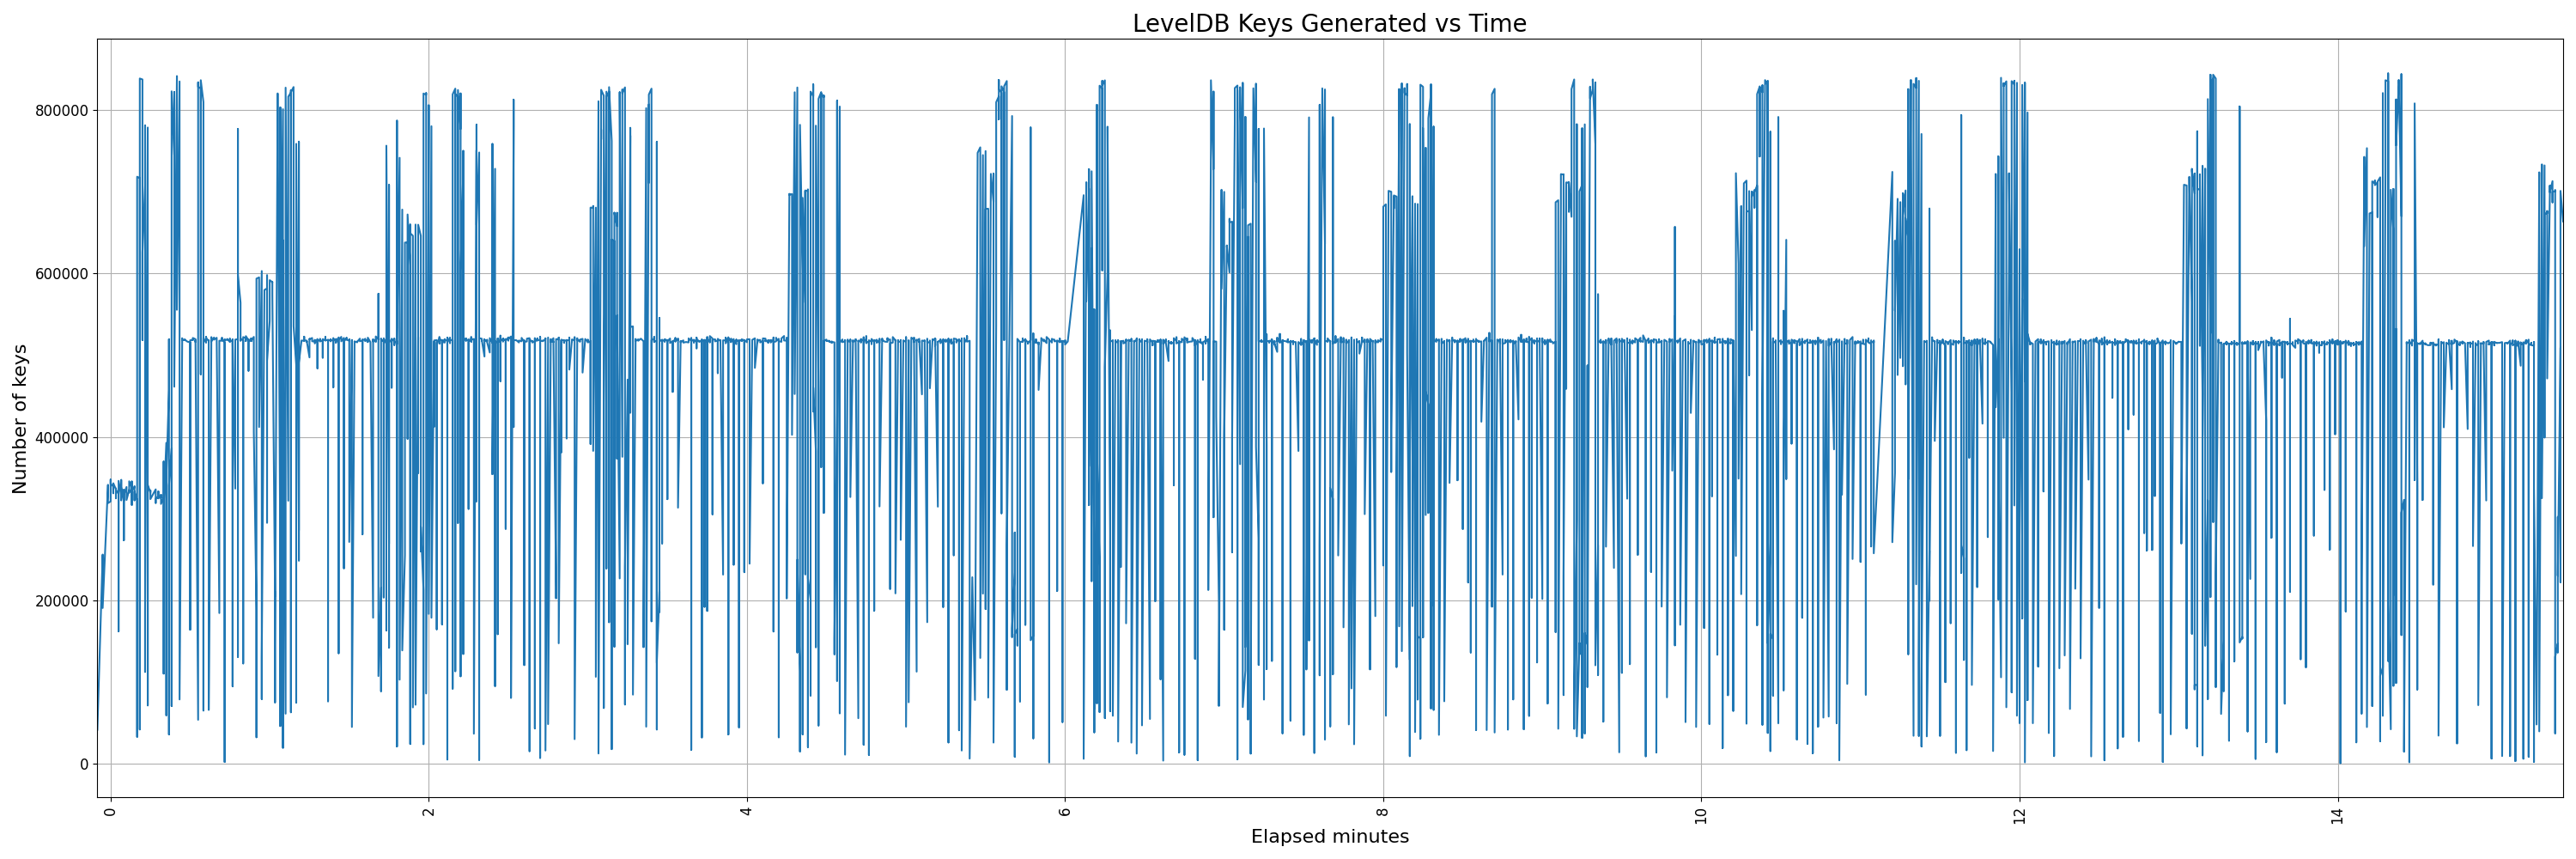 LevelDB Keys Generated vs Time
Number of keys
800000
600000
400000
200000
0
0 2 4 6 8 10 12 14
Elapsed minutes